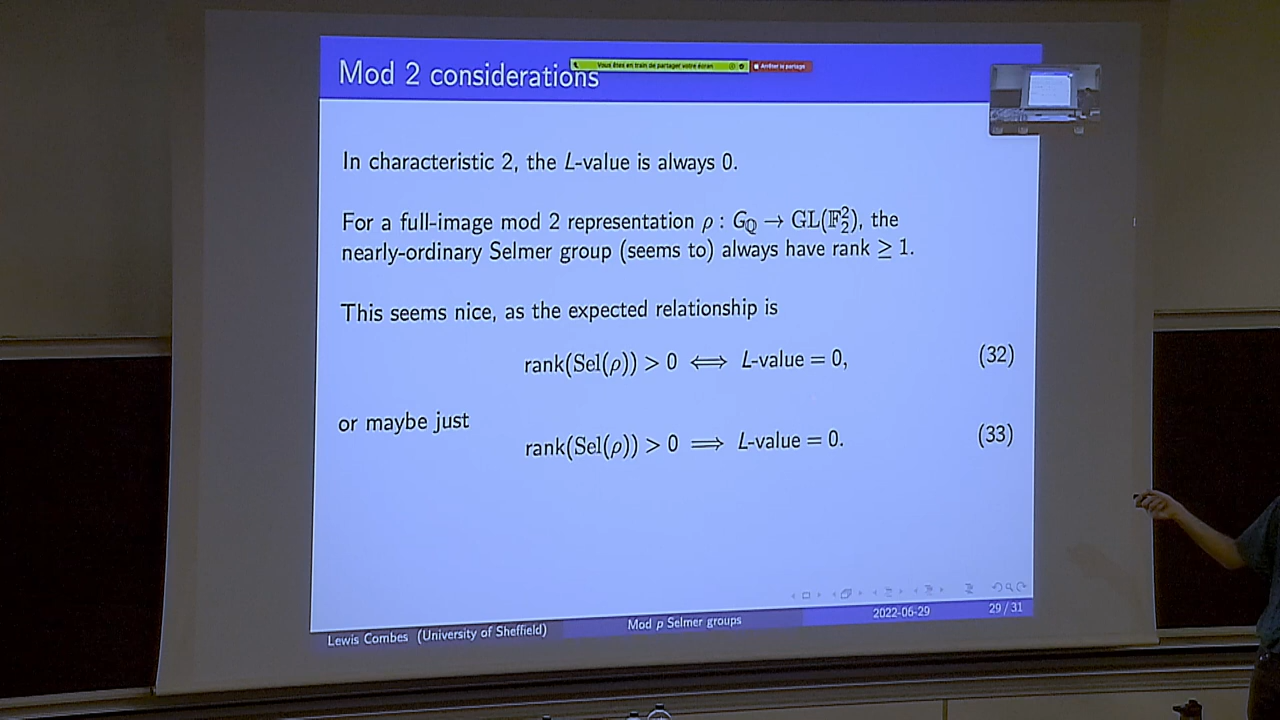 Mod 2 considerations
Vous êtes en train de partager votre écran
Arrêter le partage
In characteristic 2, the L-value is always 0.
For a full-image mod 2 representation ρ : G_ℚ → GL(𝔽₂²), the
nearly-ordinary Selmer group (seems to) always have rank ≥ 1.
This seems nice, as the expected relationship is
rank(Sel(ρ)) > 0 ⟺ L-value = 0, (32)
or maybe just
rank(Sel(ρ)) > 0 ⟹ L-value = 0. (33)
Lewis Combes (University of Sheffield) Mod p Selmer groups 2022-06-29 29 / 31